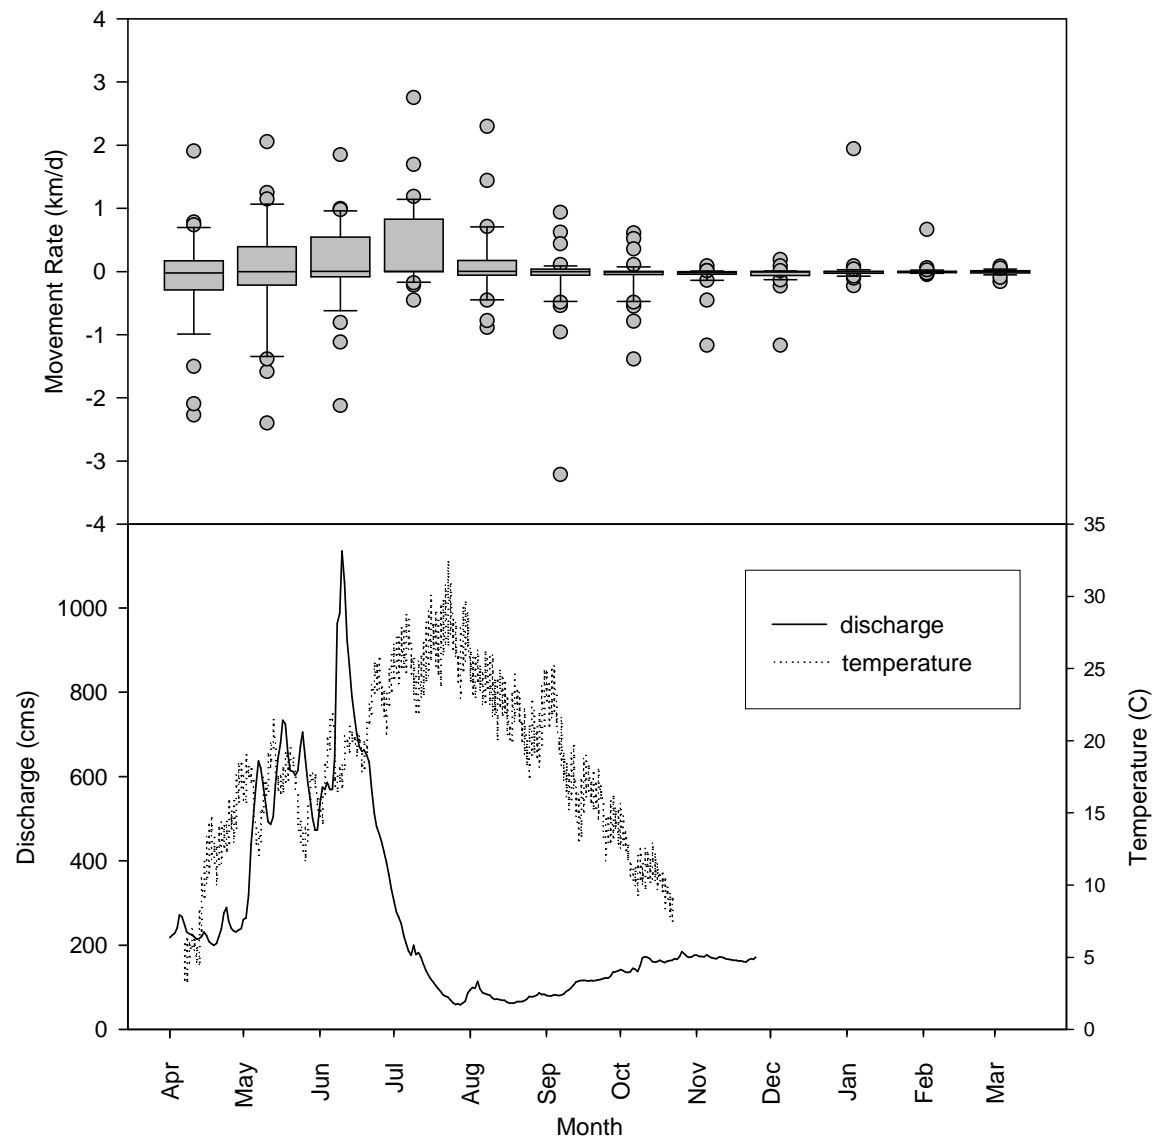 4
3
2
1
0
-1
-2
-3
-4
Movement Rate (km/d)
1000
800
600
400
200
0
Discharge (cms)
35
30
25
20
15
10
5
0
Temperature (C)
discharge
temperature
Apr
May
Jun
Jul
Aug
Sep
Oct
Nov
Dec
Jan
Feb
Mar
Month